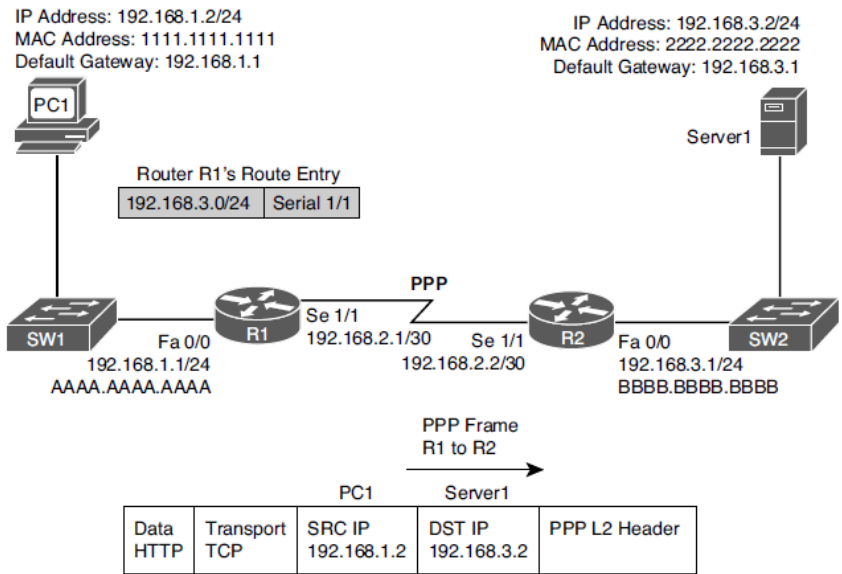 IP Address: 192.168.1.2/24
MAC Address: 1111.1111.1111
Default Gateway: 192.168.1.1
IP Address: 192.168.3.2/24
MAC Address: 2222.2222.2222
Default Gateway: 192.168.3.1
PC1
Server1
Router R1's Route Entry
192.168.3.0/24 Serial 1/1
PPP
SW1
Fa 0/0
192.168.1.1/24
AAAA.AAAA.AAAA
R1
Se 1/1
192.168.2.1/30
Se 1/1
192.168.2.2/30
R2
Fa 0/0
192.168.3.1/24
BBBB.BBBB.BBBB
SW2
PPP Frame
R1 to R2
PC1 Server1
Data Transport SRC IP DST IP PPP L2 Header
HTTP TCP 192.168.1.2 192.168.3.2